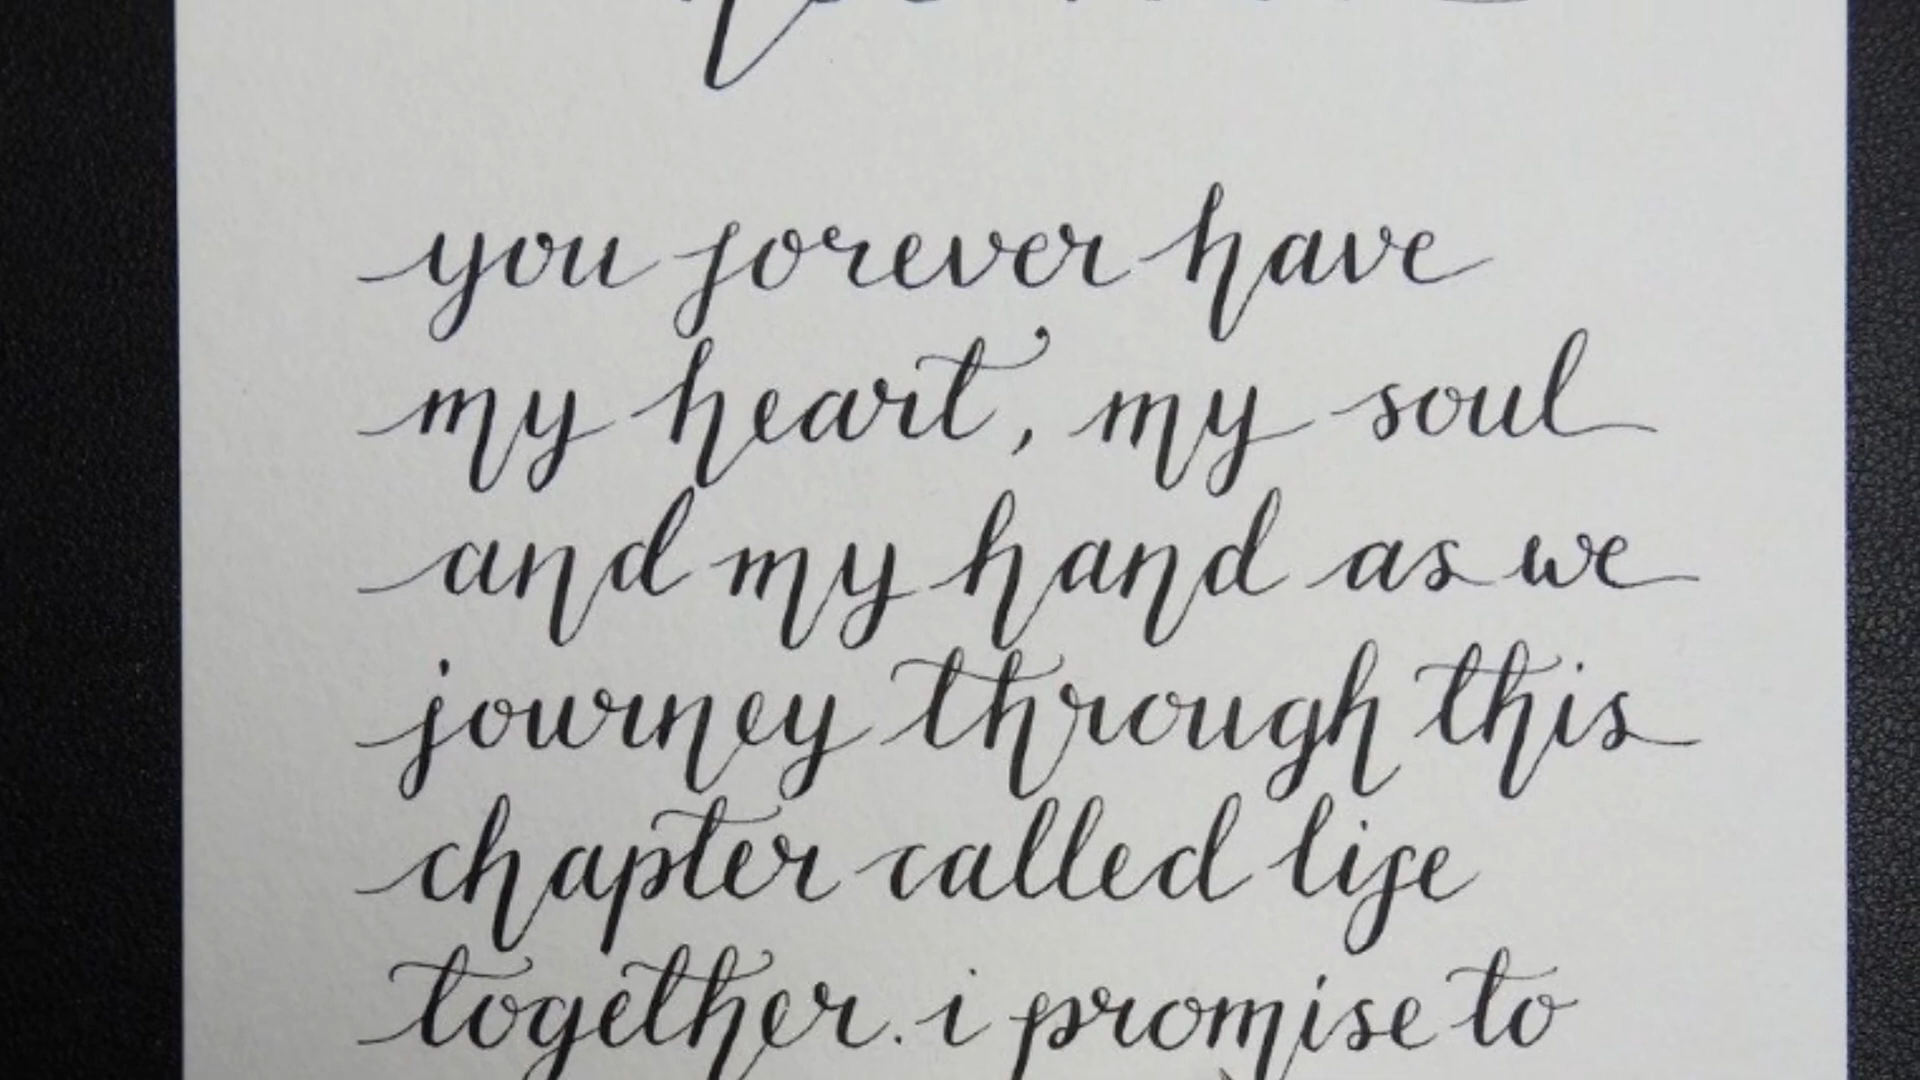 you forever have
my heart, my soul
and my hand as we
journey through this
chapter called life
together. i promise to